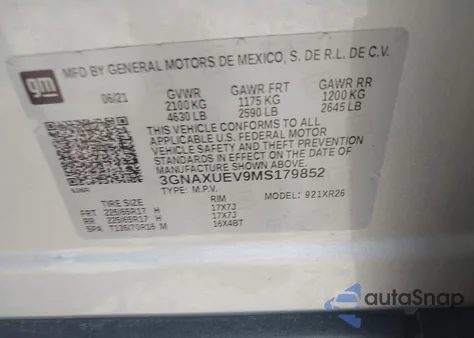 gm
MFD BY GENERAL MOTORS DE MEXICO, S. DE R.L. DE C.V.
06/21 GVWR GAWR FRT GAWR RR
2100 KG 1175 KG 1200 KG
4630 LB 2590 LB 2645 LB
THIS VEHICLE CONFORMS TO ALL
APPLICABLE U.S. FEDERAL MOTOR
VEHICLE SAFETY AND THEFT PREVENTION
STANDARDS IN EFFECT ON THE DATE OF
MANUFACTURE SHOWN ABOVE.
3GNAXUEV9MS179852
TYPE: M.P.V. MODEL: 921XR26
TIRE SIZE RIM
FRT 225/65R17 H 17X7J
RR 225/65R17 H 17X7J
SPA T135/70R16 M 16X4BT
autoSnap